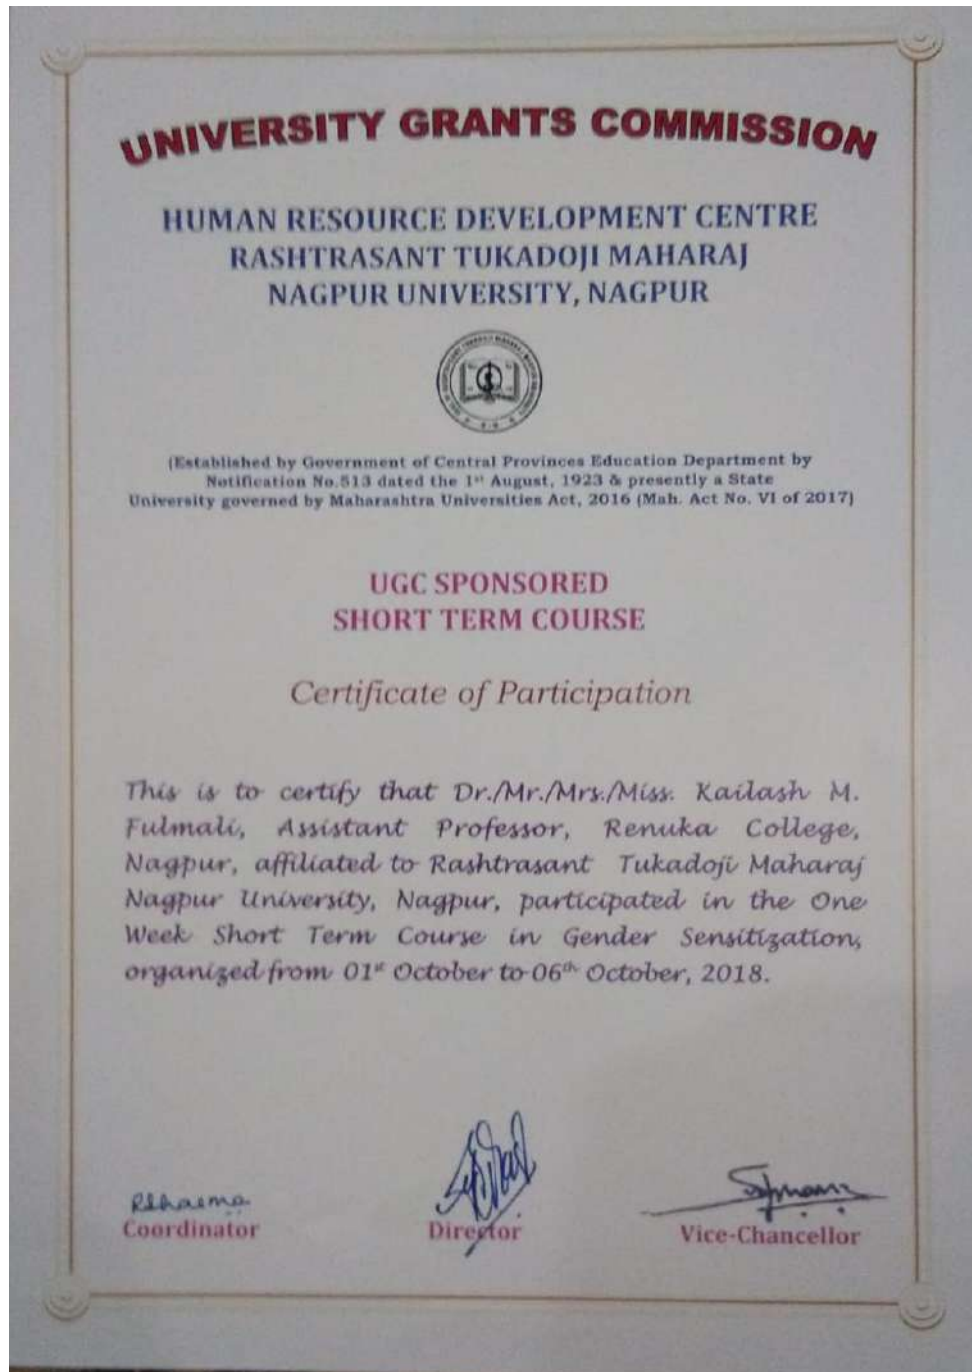 UNIVERSITY GRANTS COMMISSION
HUMAN RESOURCE DEVELOPMENT CENTRE
RASHTRASANT TUKADOJI MAHARAJ
NAGPUR UNIVERSITY, NAGPUR
(Established by Government of Central Provinces Education Department by
Notification No.513 dated the 1st August, 1923 & presently a State
University governed by Maharashtra Universities Act, 2016 (Mah. Act No. VI of 2017)
UGC SPONSORED
SHORT TERM COURSE
Certificate of Participation
This is to certify that Dr./Mr./Mrs./Miss. Kailash M.
Fulmali, Assistant Professor, Renuka College,
Nagpur, affiliated to Rashtrasant Tukadoji Maharaj
Nagpur University, Nagpur, participated in the One
Week Short Term Course in Gender Sensitization,
organized from 01st October to 06th October, 2018.
Coordinator
Director
Vice-Chancellor